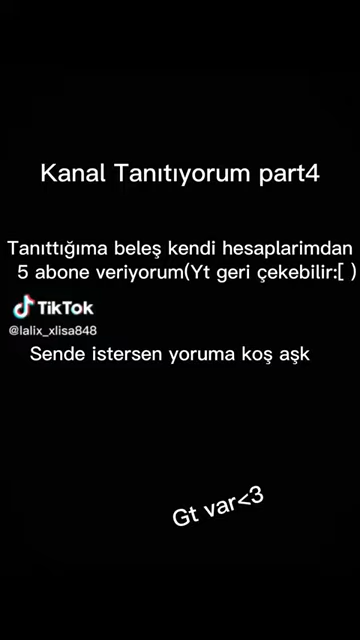 Kanal Tanıtıyorum part4
Tanıttığıma beleş kendi hesaplarimdan
5 abone veriyorum(Yt geri çekebilir:[ )
TikTok
@lalix_xlisa848
Sende istersen yoruma koş aşk
Gt var<3